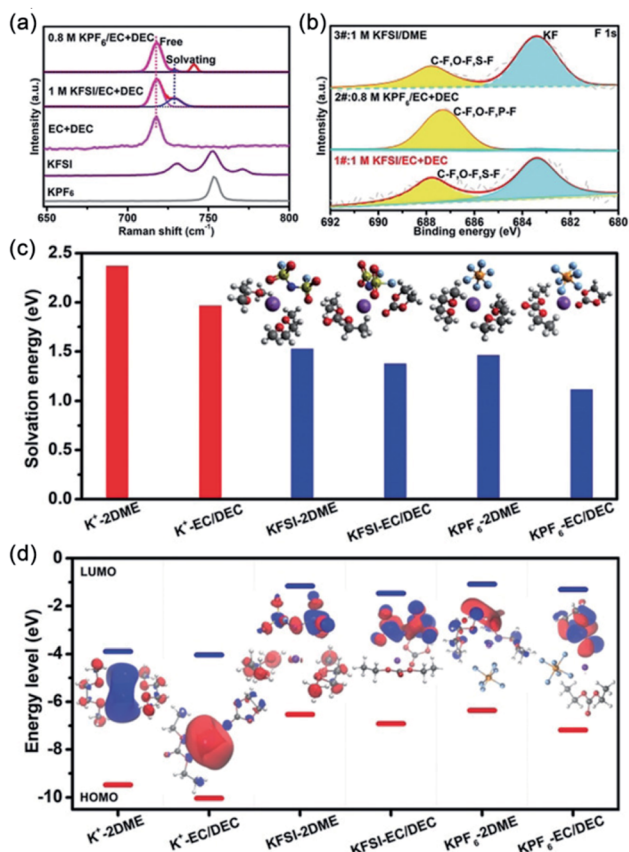 (a)
0.8 M KPF6/EC+DEC
Free
Solvating
1 M KFSI/EC+DEC
EC+DEC
KFSI
KPF6
Intensity (a.u.)
650 700 750 800
Raman shift (cm-1)
(b)
3#:1 M KFSI/DME
F 1s
KF
C-F,O-F,S-F
2#:0.8 M KPF6/EC+DEC
C-F,O-F,P-F
1#:1 M KFSI/EC+DEC
C-F,O-F,S-F
Intensity (a.u.)
692 690 688 686 684 682 680
Binding energy (eV)
(c)
2.5
2.0
1.5
1.0
0.5
0.0
Solvation energy (eV)
K+-2DME
K+-EC/DEC
KFSI-2DME
KFSI-EC/DEC
KPF6-2DME
KPF6-EC/DEC
(d)
0
-2
-4
-6
-8
-10
Energy level (eV)
LUMO
HOMO
K+-2DME
K+-EC/DEC
KFSI-2DME
KFSI-EC/DEC
KPF6-2DME
KPF6-EC/DEC